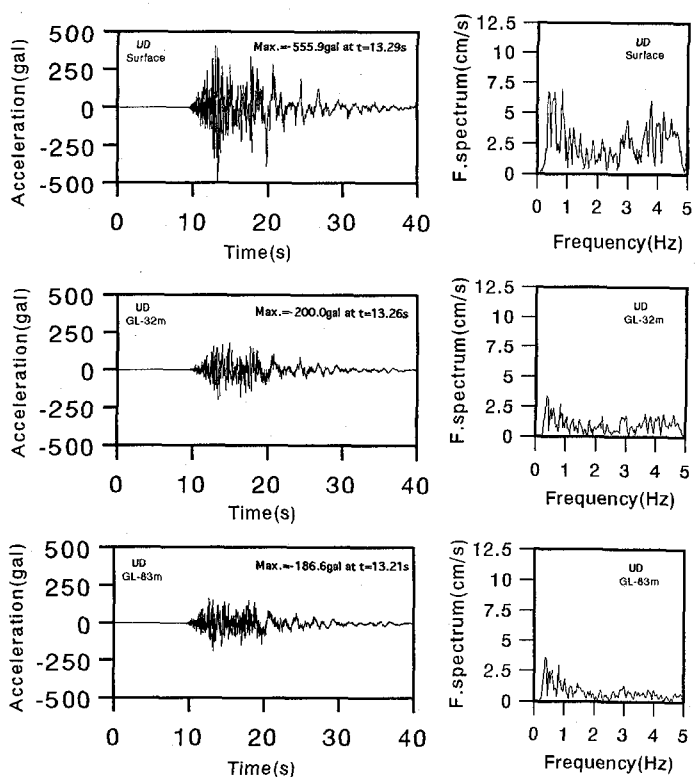 Acceleration(gal)
500
250
0
-250
-500
UD
Surface
Max.=-555.9gal at t=13.29s
0 10 20 30 40
Time(s)
F.spectrum(cm/s)
12.5
10
7.5
5
2.5
0
UD
Surface
0 1 2 3 4 5
Frequency(Hz)
Acceleration(gal)
500
250
0
-250
-500
UD
GL-32m
Max.=-200.0gal at t=13.26s
0 10 20 30 40
Time(s)
F.spectrum(cm/s)
12.5
10
7.5
5
2.5
0
UD
GL-32m
0 1 2 3 4 5
Frequency(Hz)
Acceleration(gal)
500
250
0
-250
-500
UD
GL-83m
Max.=-186.6gal at t=13.21s
0 10 20 30 40
Time(s)
F.spectrum(cm/s)
12.5
10
7.5
5
2.5
0
UD
GL-83m
0 1 2 3 4 5
Frequency(Hz)